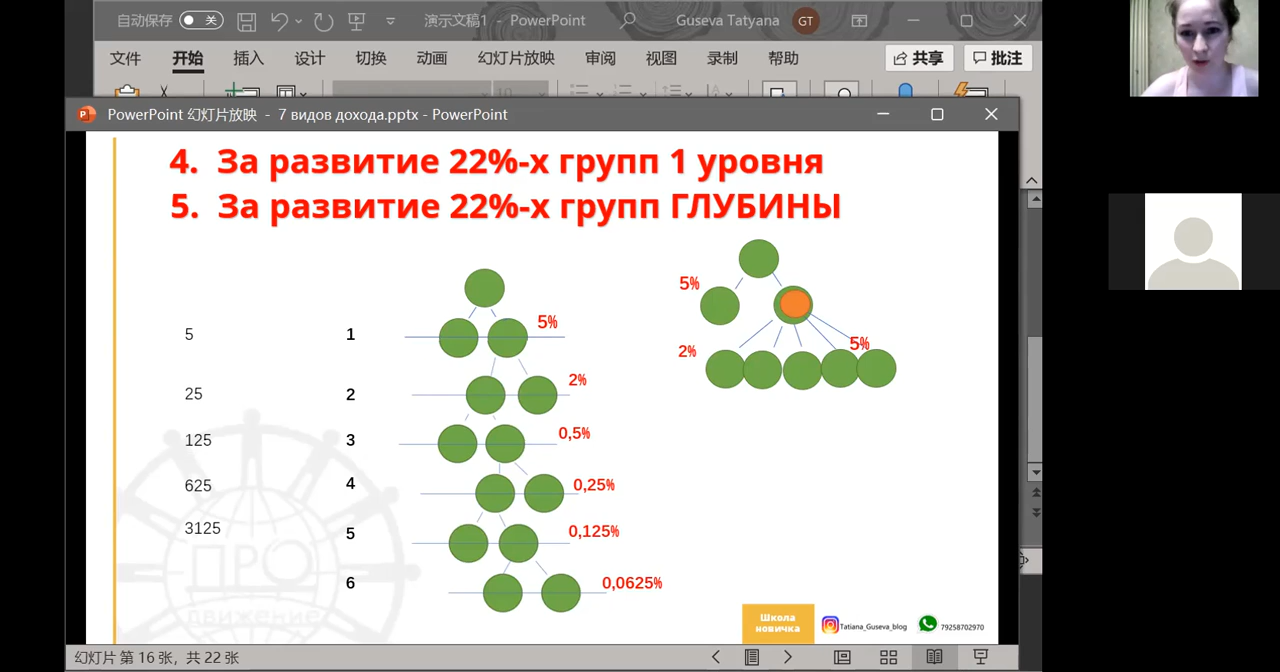 自动保存 关 演示文稿1 - PowerPoint Guseva Tatyana GT
文件 开始 插入 设计 切换 动画 幻灯片放映 审阅 视图 录制 帮助 共享 批注
PowerPoint 幻灯片放映 - 7 видов дохода.pptx - PowerPoint
4. За развитие 22%-х групп 1 уровня
5. За развитие 22%-х групп ГЛУБИНЫ
5%
5 1 5%
2% 5%
25 2 2%
125 3 0,5%
625 4 0,25%
3125 5 0,125%
6 0,0625%
ПРО
движение
Школа
новичка
Tatiana_Guseva_blog 79258702970
幻灯片 第 16 张，共 22 张